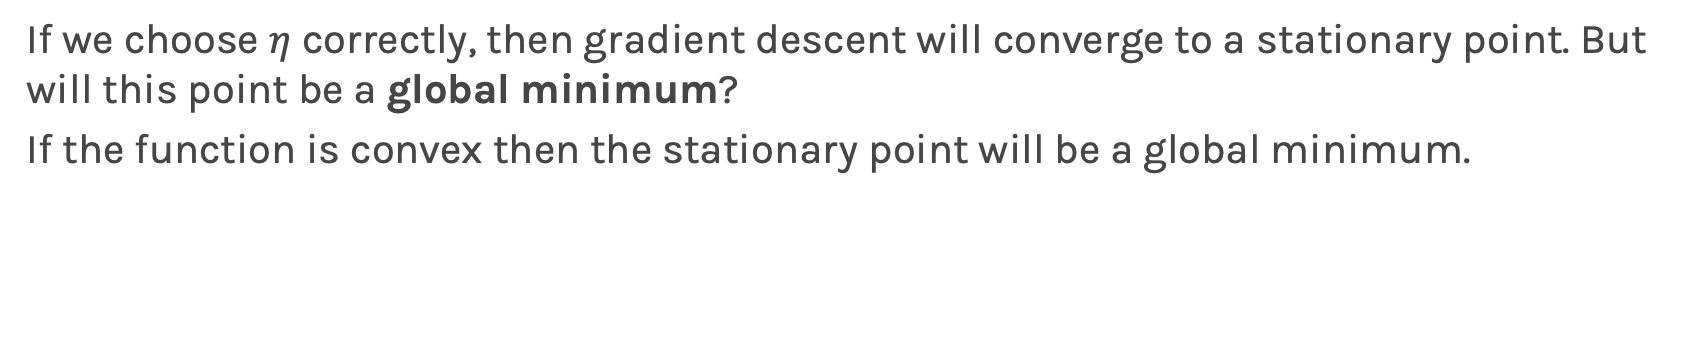 If we choose η correctly, then gradient descent will converge to a stationary point. But
will this point be a global minimum?
If the function is convex then the stationary point will be a global minimum.